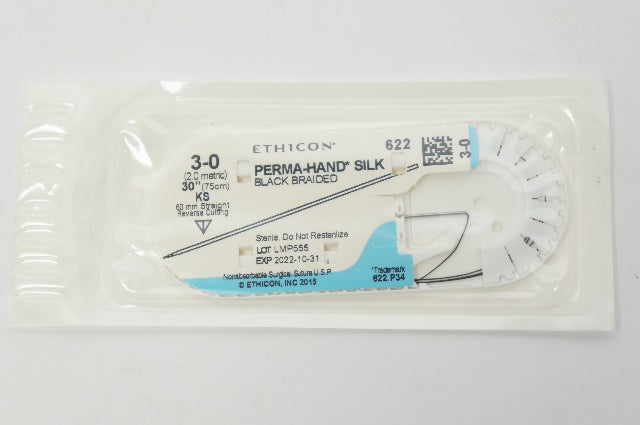 ETHICON*
622
3-0
3-0
(2.0 metric)
30" (75cm)
KS
60 mm Straight
Reverse Cutting
PERMA-HAND* SILK
BLACK BRAIDED
Sterile. Do Not Resterilize
LOT LMP555
EXP 2022-10-31
Nonabsorbable Surgical Suture U.S.P.
© ETHICON, INC 2015
*Trademark
622.P34